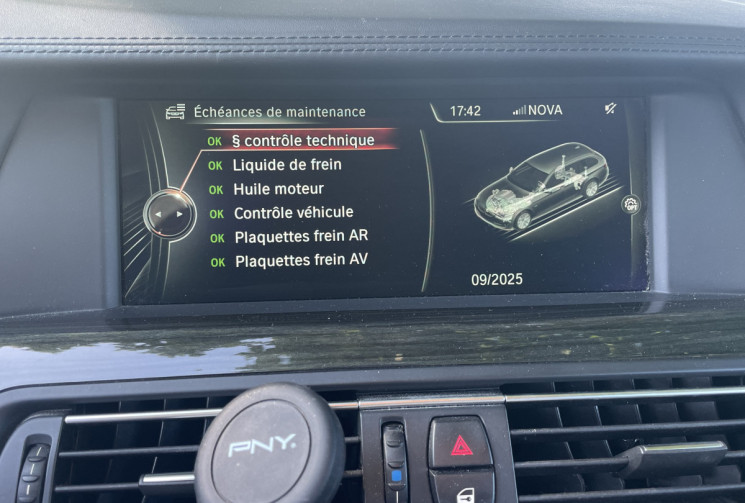 Échéances de maintenance
17:42
NOVA
OK § contrôle technique
OK Liquide de frein
OK Huile moteur
OK Contrôle véhicule
OK Plaquettes frein AR
OK Plaquettes frein AV
OPT
09/2025
PNY.